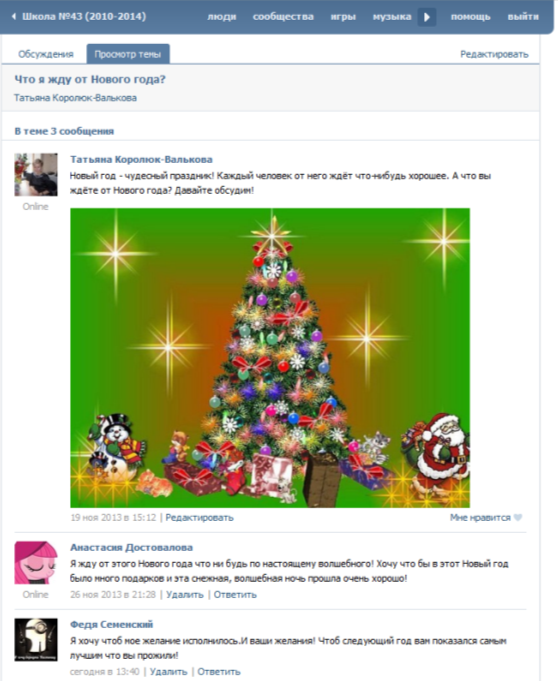 Школа №43 (2010-2014) люди сообщества игры музыка помощь выйти
Обсуждения Просмотр темы Редактировать
Что я жду от Нового года?
Татьяна Королюк-Валькова
В теме 3 сообщения
Татьяна Королюк-Валькова
Новый год - чудесный праздник! Каждый человек от него ждёт что-нибудь хорошее. А что вы
ждёте от Нового года? Давайте обсудим!
Online
19 ноя 2013 в 15:12 | Редактировать Мне нравится
Анастасия Достовалова
Я жду от этого Нового года что ни будь по настоящему волшебного! Хочу что бы в этот Новый год
было много подарков и эта снежная, волшебная ночь прошла очень хорошо!
Online
26 ноя 2013 в 21:28 | Удалить | Ответить
Федя Семенский
Я хочу чтоб мое желание исполнилось.И ваши желания! Чтоб следующий год вам показался самым
лучшим что вы прожили!
сегодня в 13:40 | Удалить | Ответить